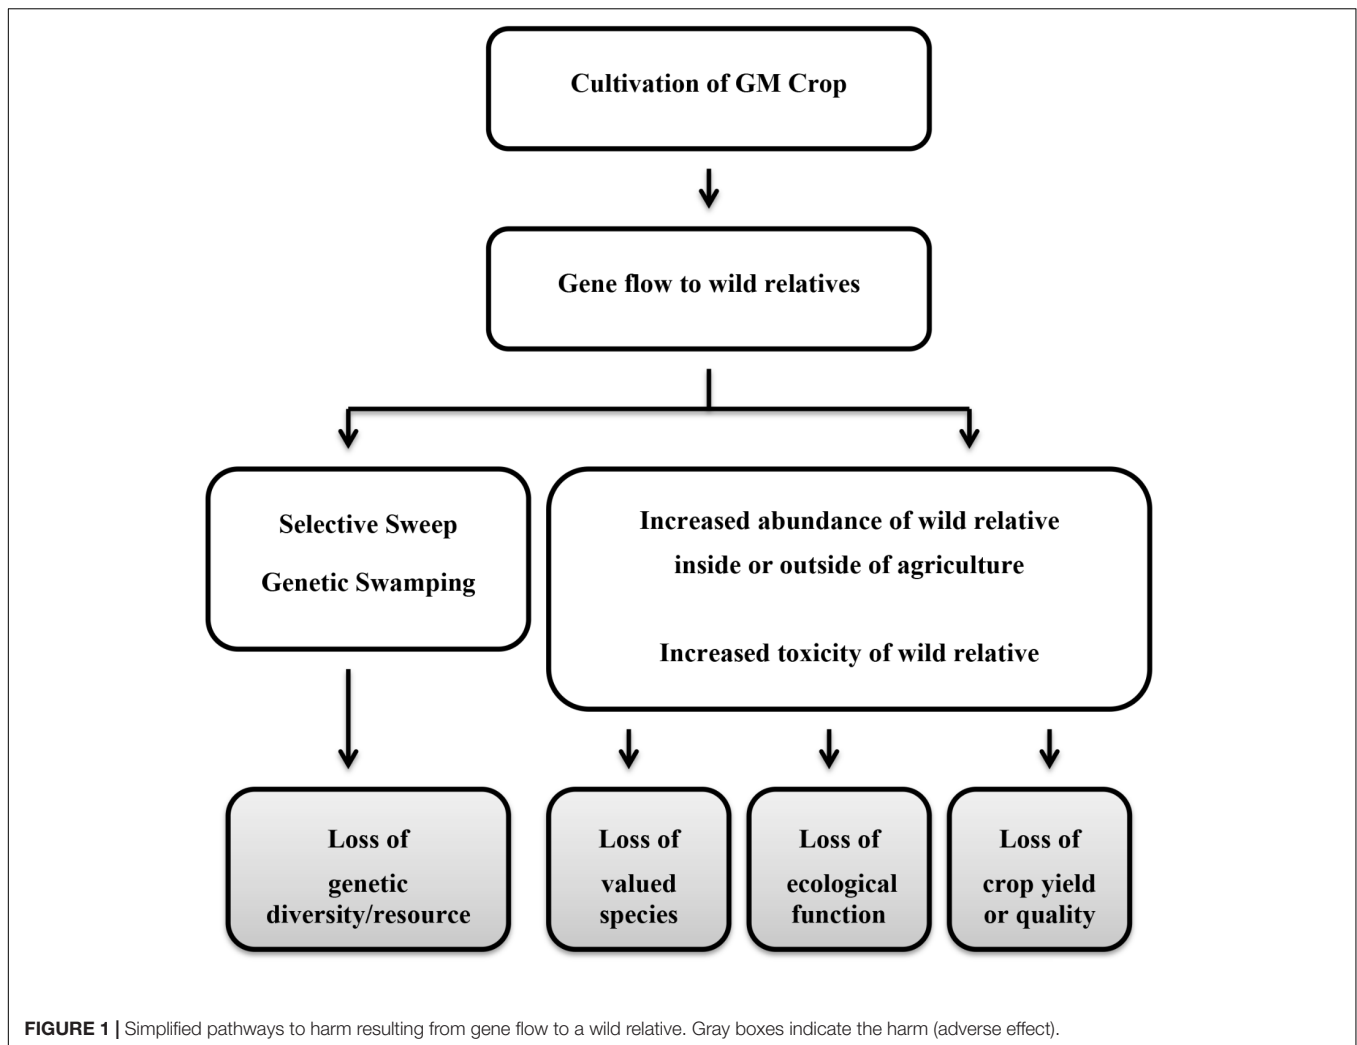 Cultivation of GM Crop
Gene flow to wild relatives
Selective Sweep
Genetic Swamping
Increased abundance of wild relative
inside or outside of agriculture
Increased toxicity of wild relative
Loss of
genetic
diversity/resource
Loss of
valued
species
Loss of
ecological
function
Loss of
crop yield
or quality
FIGURE 1 | Simplified pathways to harm resulting from gene flow to a wild relative. Gray boxes indicate the harm (adverse effect).